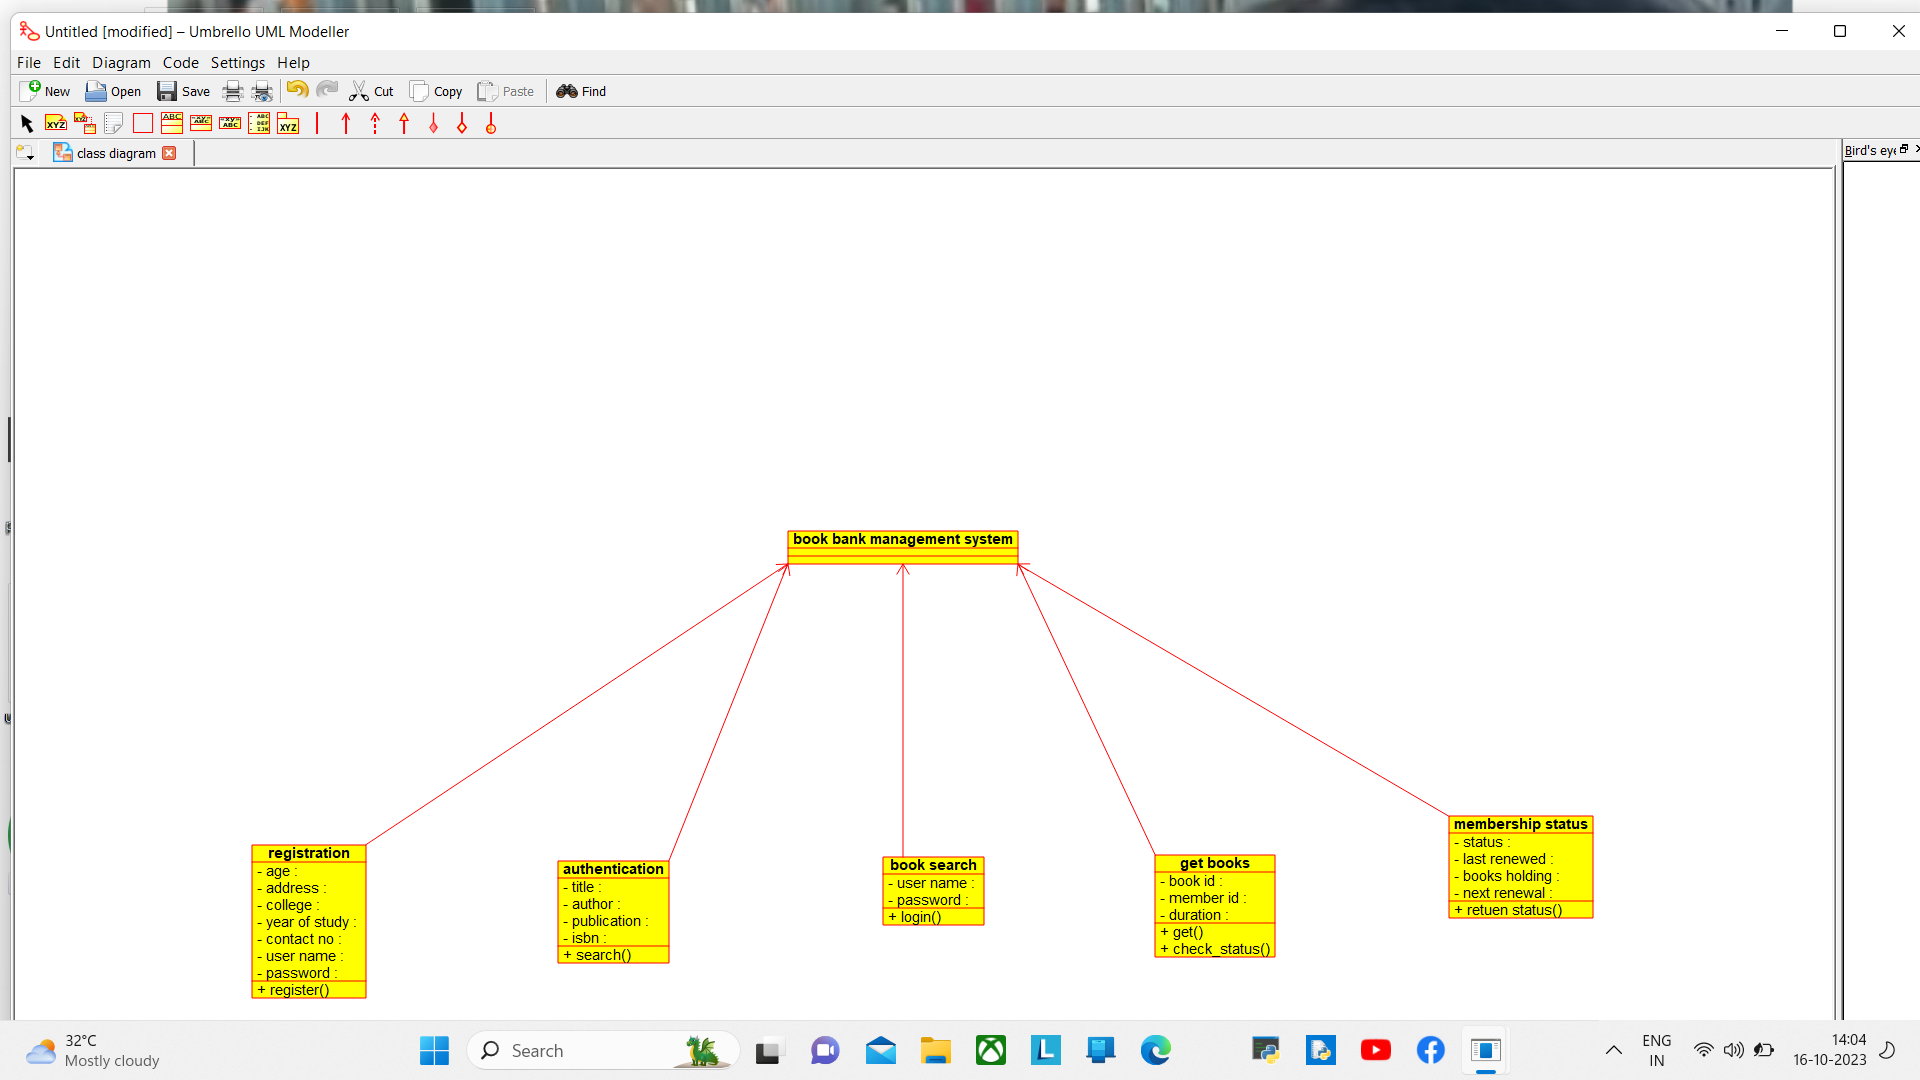 Untitled [modified] – Umbrello UML Modeller
File Edit Diagram Code Settings Help
New Open Save Cut Copy Paste Find
class diagram
Bird's eye
book bank management system
registration
- age :
- address :
- college :
- year of study :
- contact no :
- user name :
- password :
+ register()
authentication
- title :
- author :
- publication :
- isbn :
+ search()
book search
- user name :
- password :
+ login()
get books
- book id :
- member id :
- duration :
+ get()
+ check_status()
membership status
- status :
- last renewed :
- books holding :
- next renewal :
+ retuen status()
32°C
Mostly cloudy
Search
ENG
IN
14:04
16-10-2023